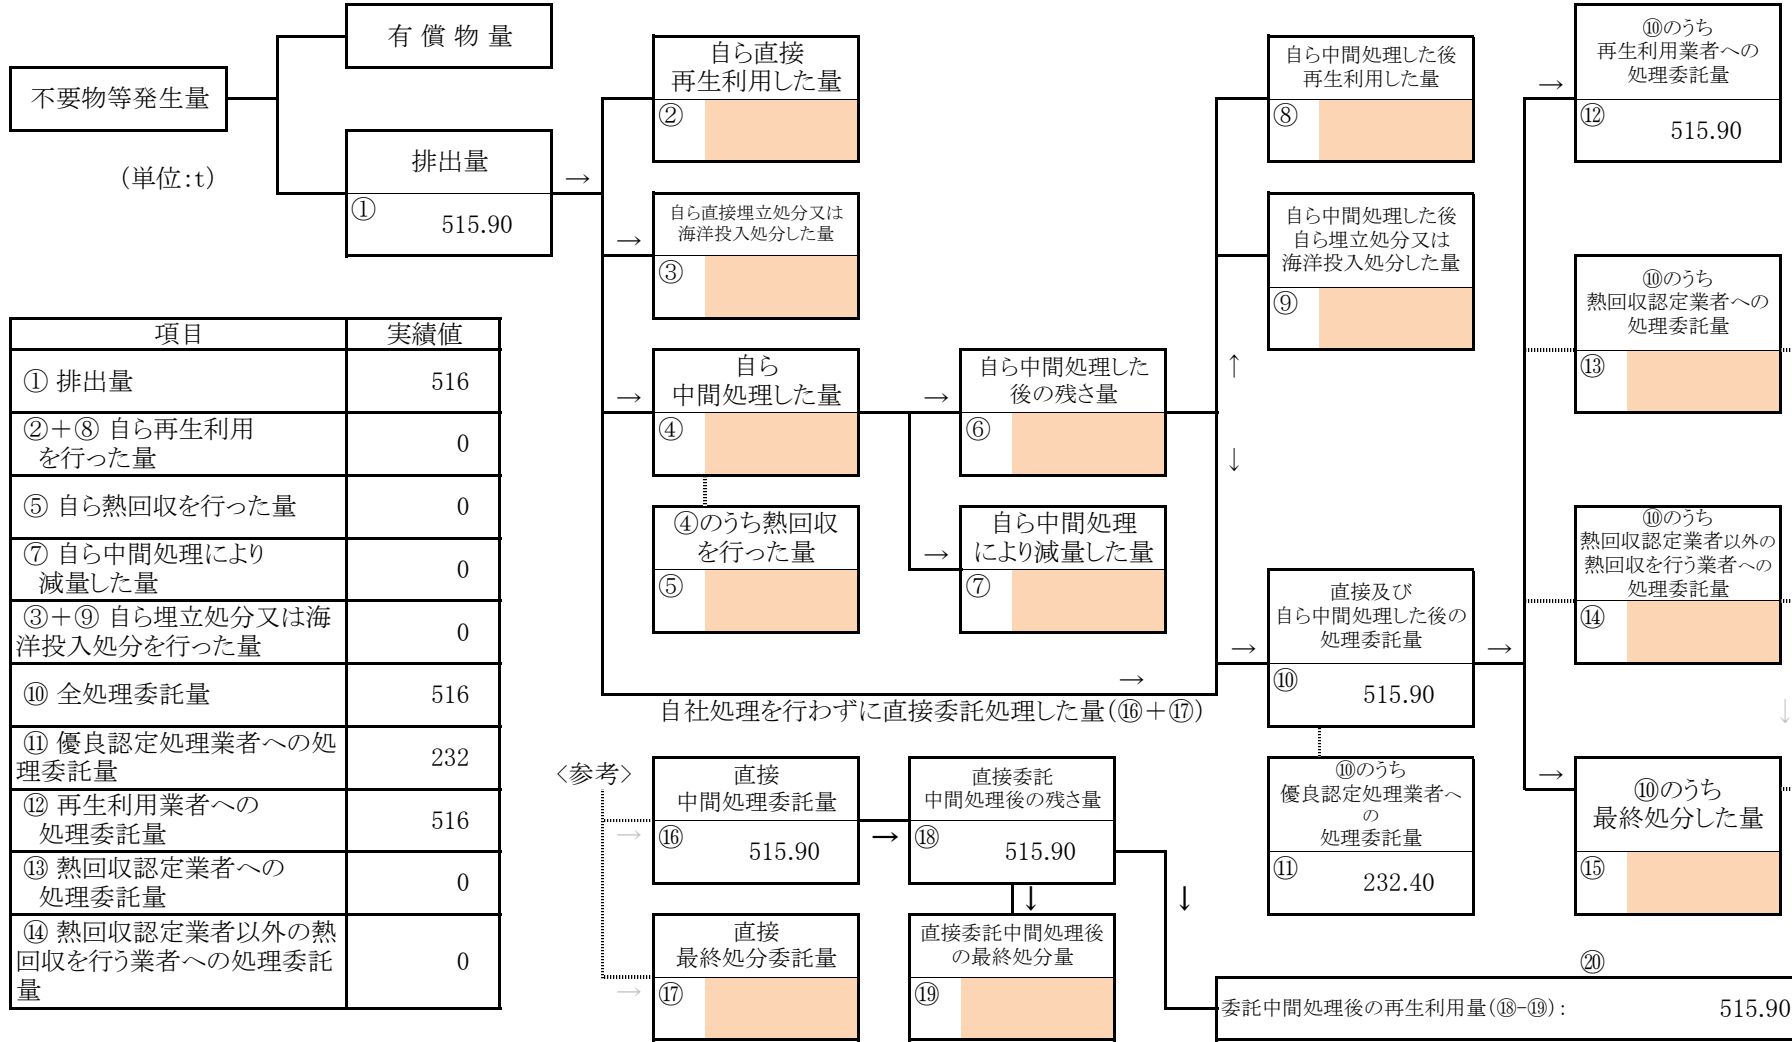 不要物等発生量
(単位:t)
有 償 物 量
排出量
①
515.90
→
自ら直接
再生利用した量
②
→
自ら直接埋立処分又は
海洋投入処分した量
③
→
自ら
中間処理した量
④
④のうち熱回収
を行った量
⑤
→
自ら中間処理した
後の残さ量
⑥
→
自ら中間処理
により減量した量
⑦
↑
↓
自ら中間処理した後
再生利用した量
⑧
自ら中間処理した後
自ら埋立処分又は
海洋投入処分した量
⑨
→
自社処理を行わずに直接委託処理した量(⑯+⑰)
→
直接及び
自ら中間処理した後の
処理委託量
⑩
515.90
⑩のうち
優良認定処理業者へ
の
処理委託量
⑪
232.40
→
→
⑩のうち
再生利用業者への
処理委託量
⑫
515.90
⑩のうち
熱回収認定業者への
処理委託量
⑬
⑩のうち
熱回収認定業者以外の
熱回収を行う業者への
処理委託量
⑭
↓
→
⑩のうち
最終処分した量
⑮
項目 実績値
① 排出量 516
②+⑧ 自ら再生利用
を行った量 0
⑤ 自ら熱回収を行った量 0
⑦ 自ら中間処理により
減量した量 0
③+⑨ 自ら埋立処分又は海
洋投入処分を行った量 0
⑩ 全処理委託量 516
⑪ 優良認定処理業者への処
理委託量 232
⑫ 再生利用業者への
処理委託量 516
⑬ 熱回収認定業者への
処理委託量 0
⑭ 熱回収認定業者以外の熱
回収を行う業者への処理委託
量 0
〈参考〉
→
直接
中間処理委託量
⑯
515.90
→
直接委託
中間処理後の残さ量
⑱
515.90
↓
↓
→
直接
最終処分委託量
⑰
直接委託中間処理後
の最終処分量
⑲
⑳
委託中間処理後の再生利用量(⑱-⑲): 515.90